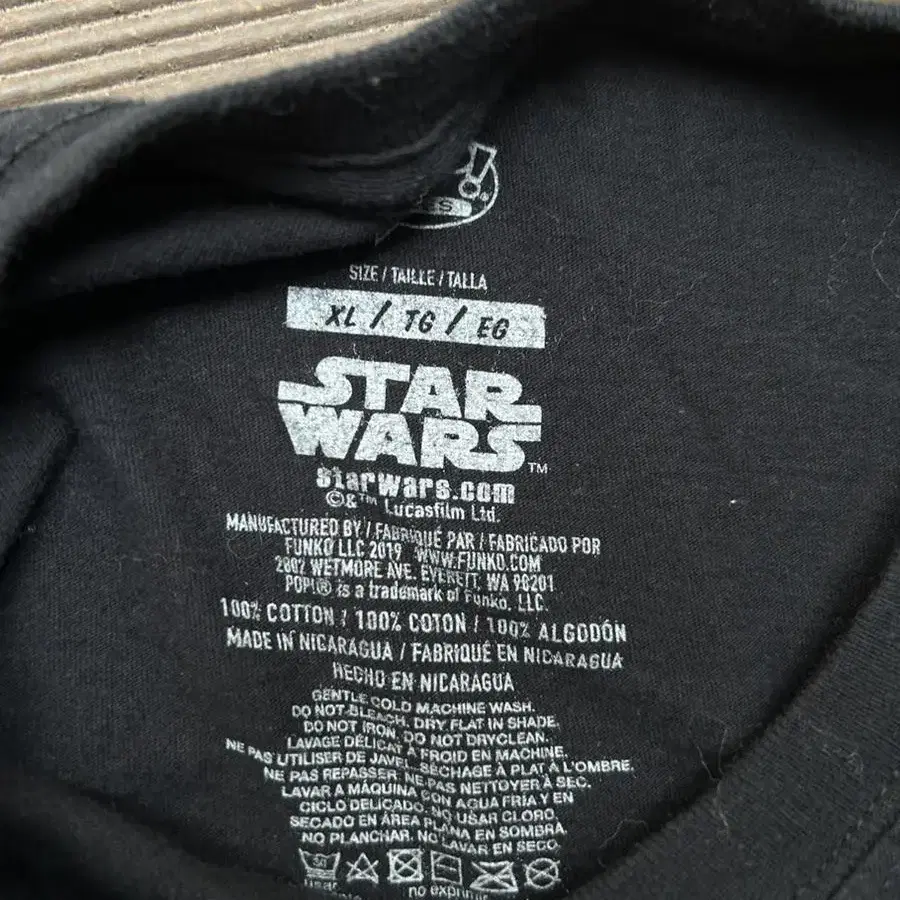 S
SIZE / TAILLE / TALLA
XL / TG / EG
STAR
WARS™
starwars.com
©&™ Lucasfilm Ltd.
MANUFACTURED BY / FABRIQUÉ PAR / FABRICADO POR
FUNKO LLC 2019 WWW.FUNKO.COM
2802 WETMORE AVE. EVERETT, WA 98201
POP!® is a trademark of Funko, LLC.
100% COTTON / 100% COTON / 100% ALGODÓN
MADE IN NICARAGUA / FABRIQUÉ EN NICARAGUA
HECHO EN NICARAGUA
GENTLE COLD MACHINE WASH.
DO NOT BLEACH. DRY FLAT IN SHADE.
DO NOT IRON. DO NOT DRYCLEAN.
LAVAGE DÉLICAT À FROID EN MACHINE.
NE PAS UTILISER DE JAVEL. SÉCHAGE À PLAT À L'OMBRE.
NE PAS REPASSER. NE PAS NETTOYER À SEC.
LAVAR A MÁQUINA CON AGUA FRÍA Y EN
CICLO DELICADO. NO USAR CLORO.
SECADO EN ÁREA PLANA EN SOMBRA.
NO PLANCHAR. NO LAVAR EN SECO.
usar
no exprimir